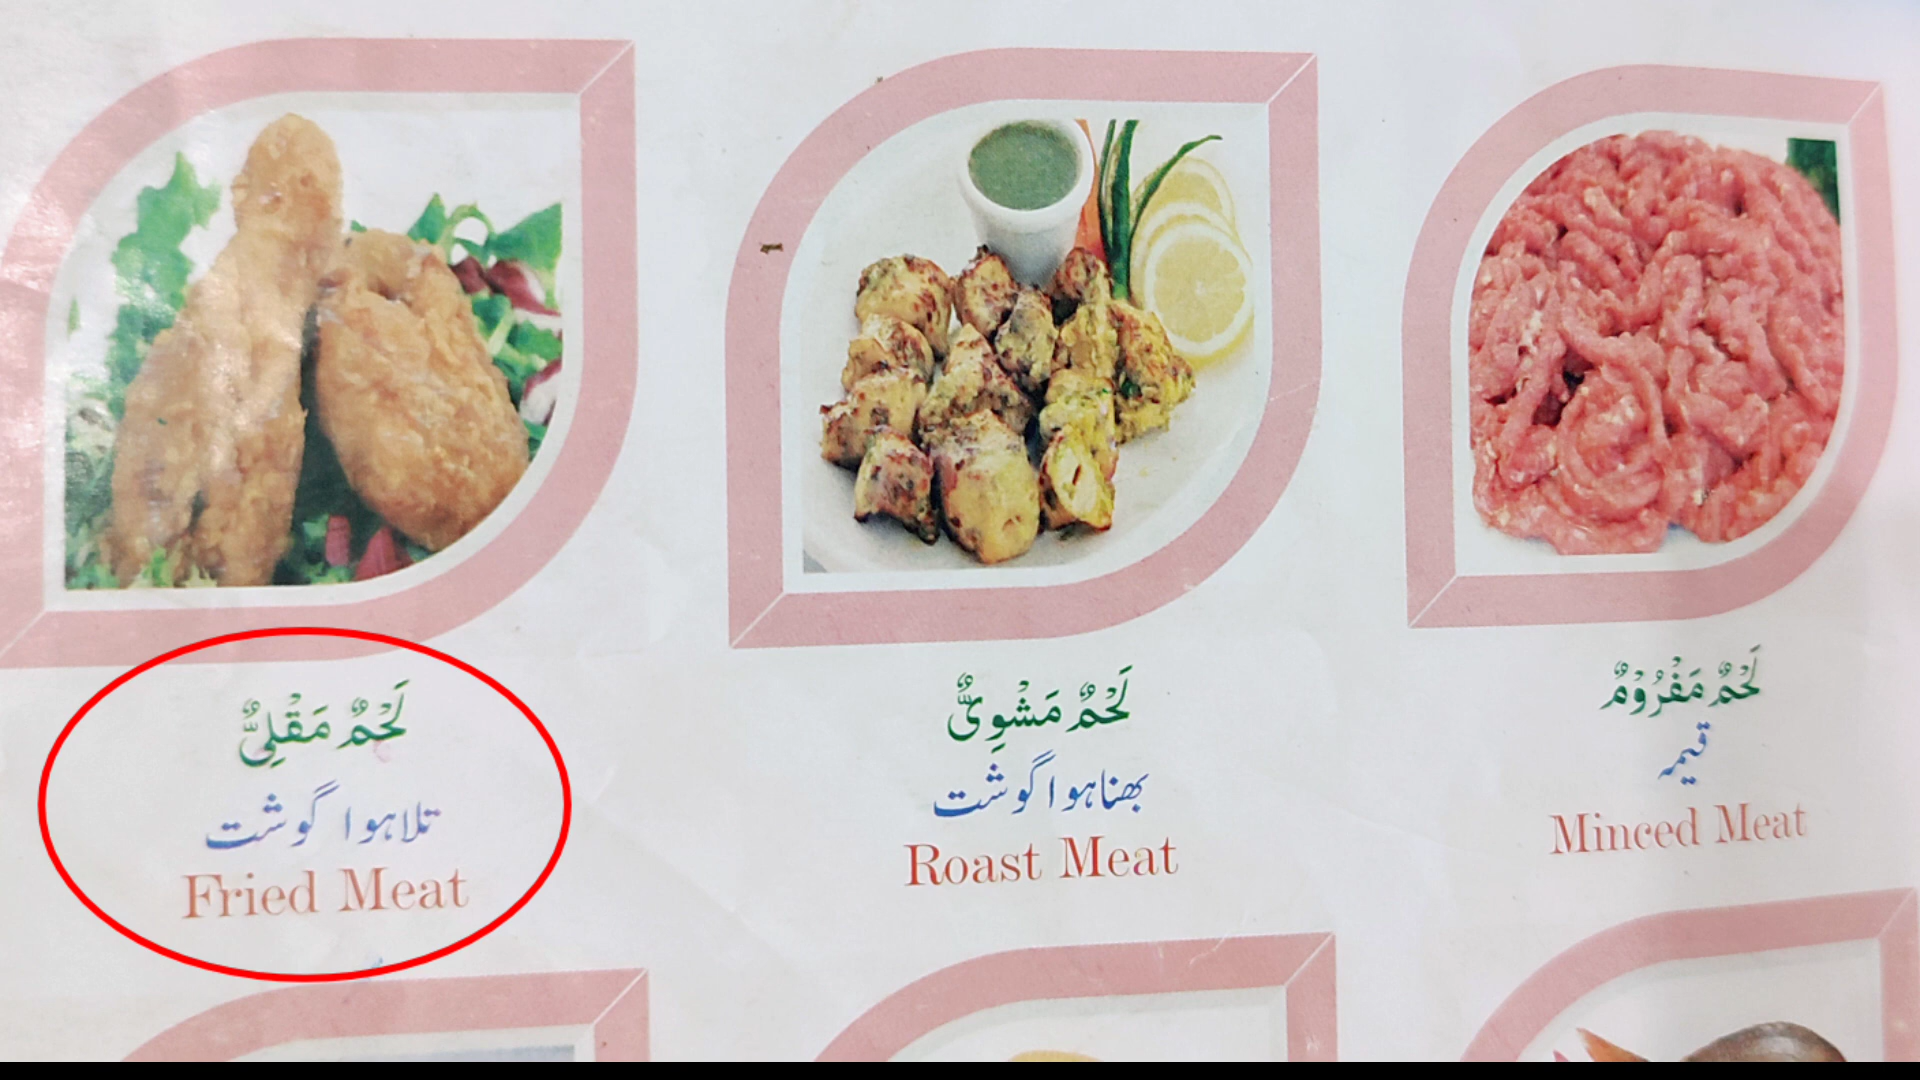 لَحْمٌ مَقْلِيٌّ
تلا ہوا گوشت
Fried Meat
لَحْمٌ مَشْوِيٌّ
بھنا ہوا گوشت
Roast Meat
لَحْمٌ مَفْرُوْمٌ
قیمہ
Minced Meat